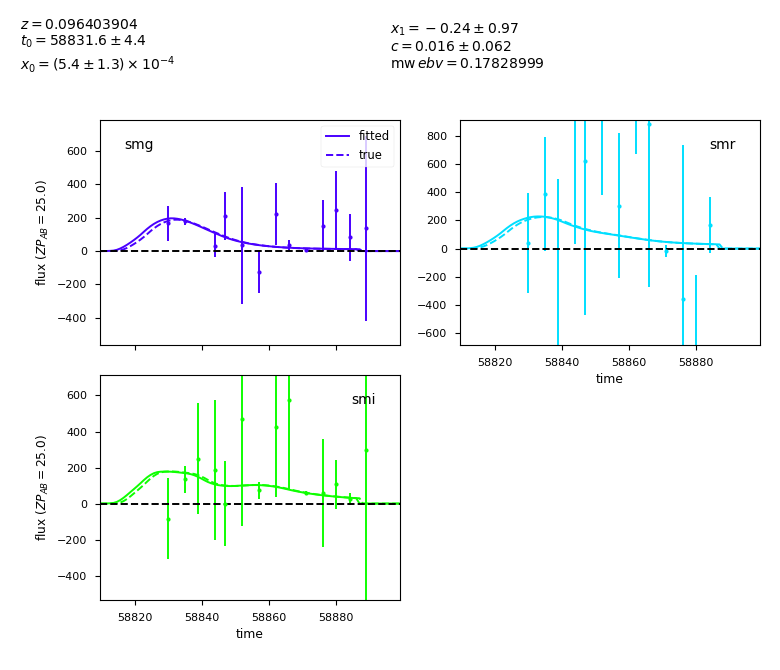 z = 0.096403904
t₀ = 58831.6 ± 4.4
x₀ = (5.4 ± 1.3) × 10⁻⁴
x₁ = −0.24 ± 0.97
c = 0.016 ± 0.062
mw ebv = 0.17828999
smg
fitted
true
600
400
200
0
−200
−400
flux (ZP_AB = 25.0)
smr
800
600
400
200
0
−200
−400
−600
58820 58840 58860 58880
time
smi
600
400
200
0
−200
−400
flux (ZP_AB = 25.0)
58820 58840 58860 58880
time